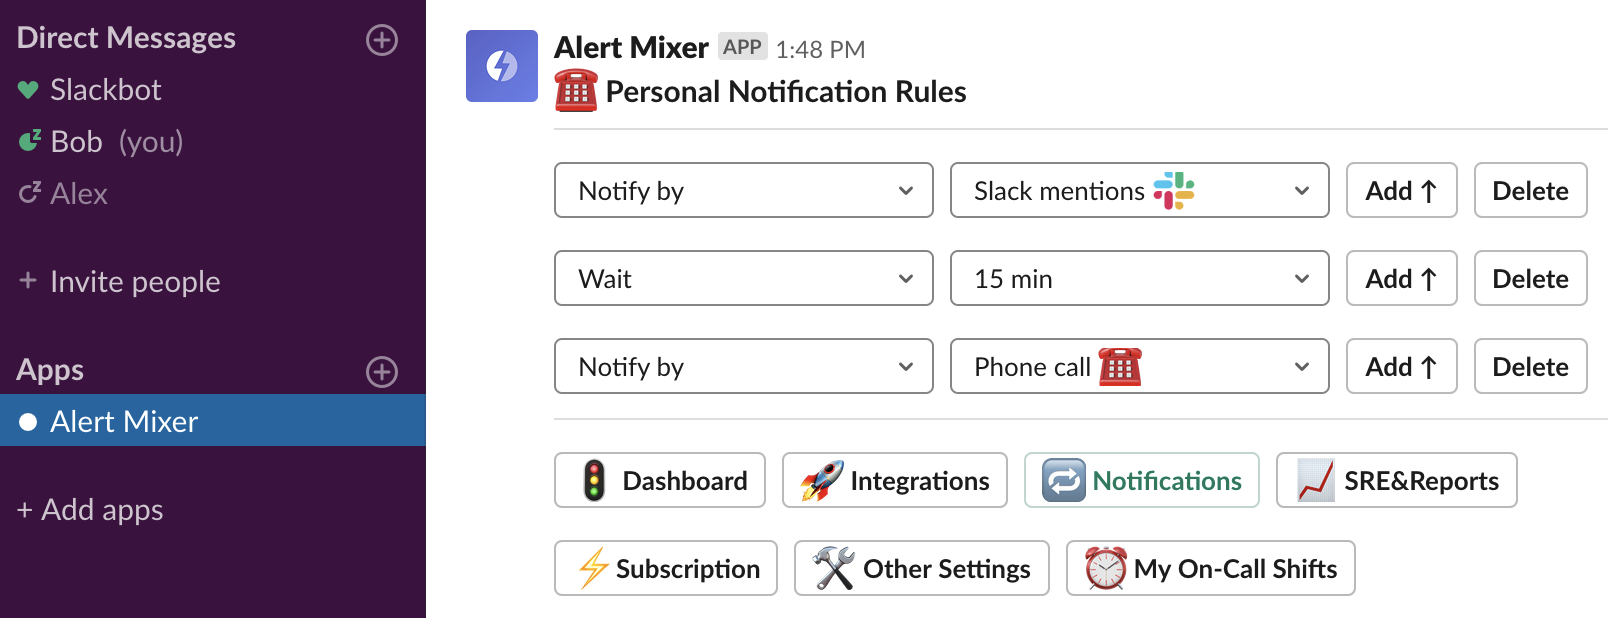 Direct Messages
Slackbot
Bob (you)
Alex
+ Invite people
Apps
Alert Mixer
+ Add apps
Alert Mixer APP 1:48 PM
Personal Notification Rules
Notify by Slack mentions Add ↑ Delete
Wait 15 min Add ↑ Delete
Notify by Phone call Add ↑ Delete
Dashboard Integrations Notifications SRE&Reports
Subscription Other Settings My On-Call Shifts